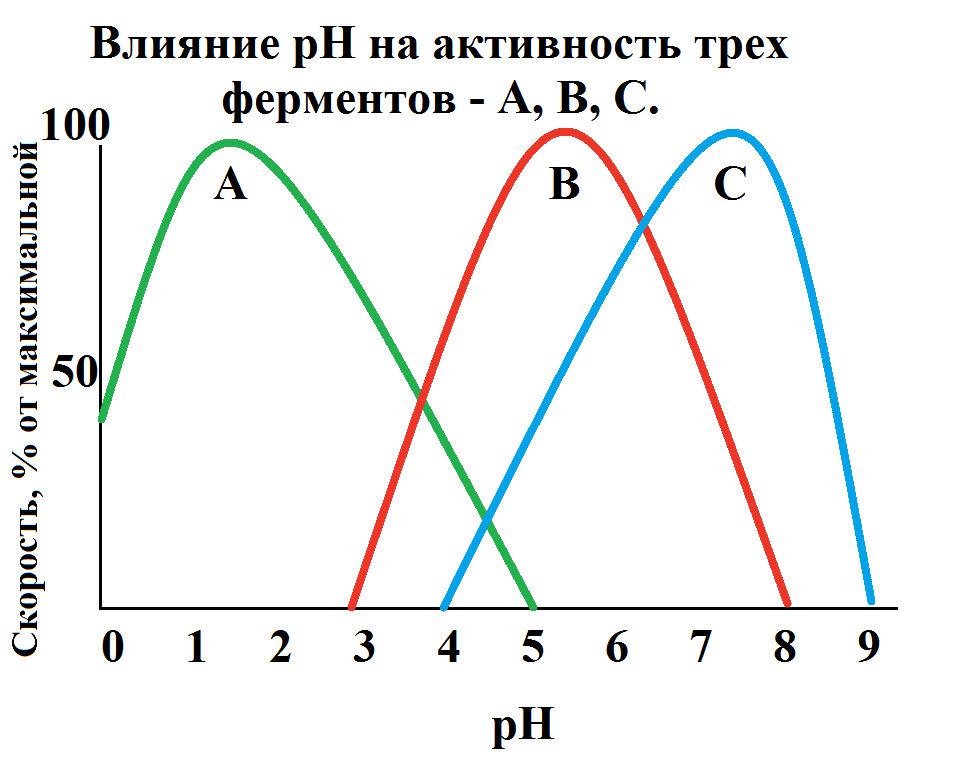 Влияние pH на активность трех
ферментов - A, B, C.
100
50
Скорость, % от максимальной
A
B
C
0 1 2 3 4 5 6 7 8 9
pH